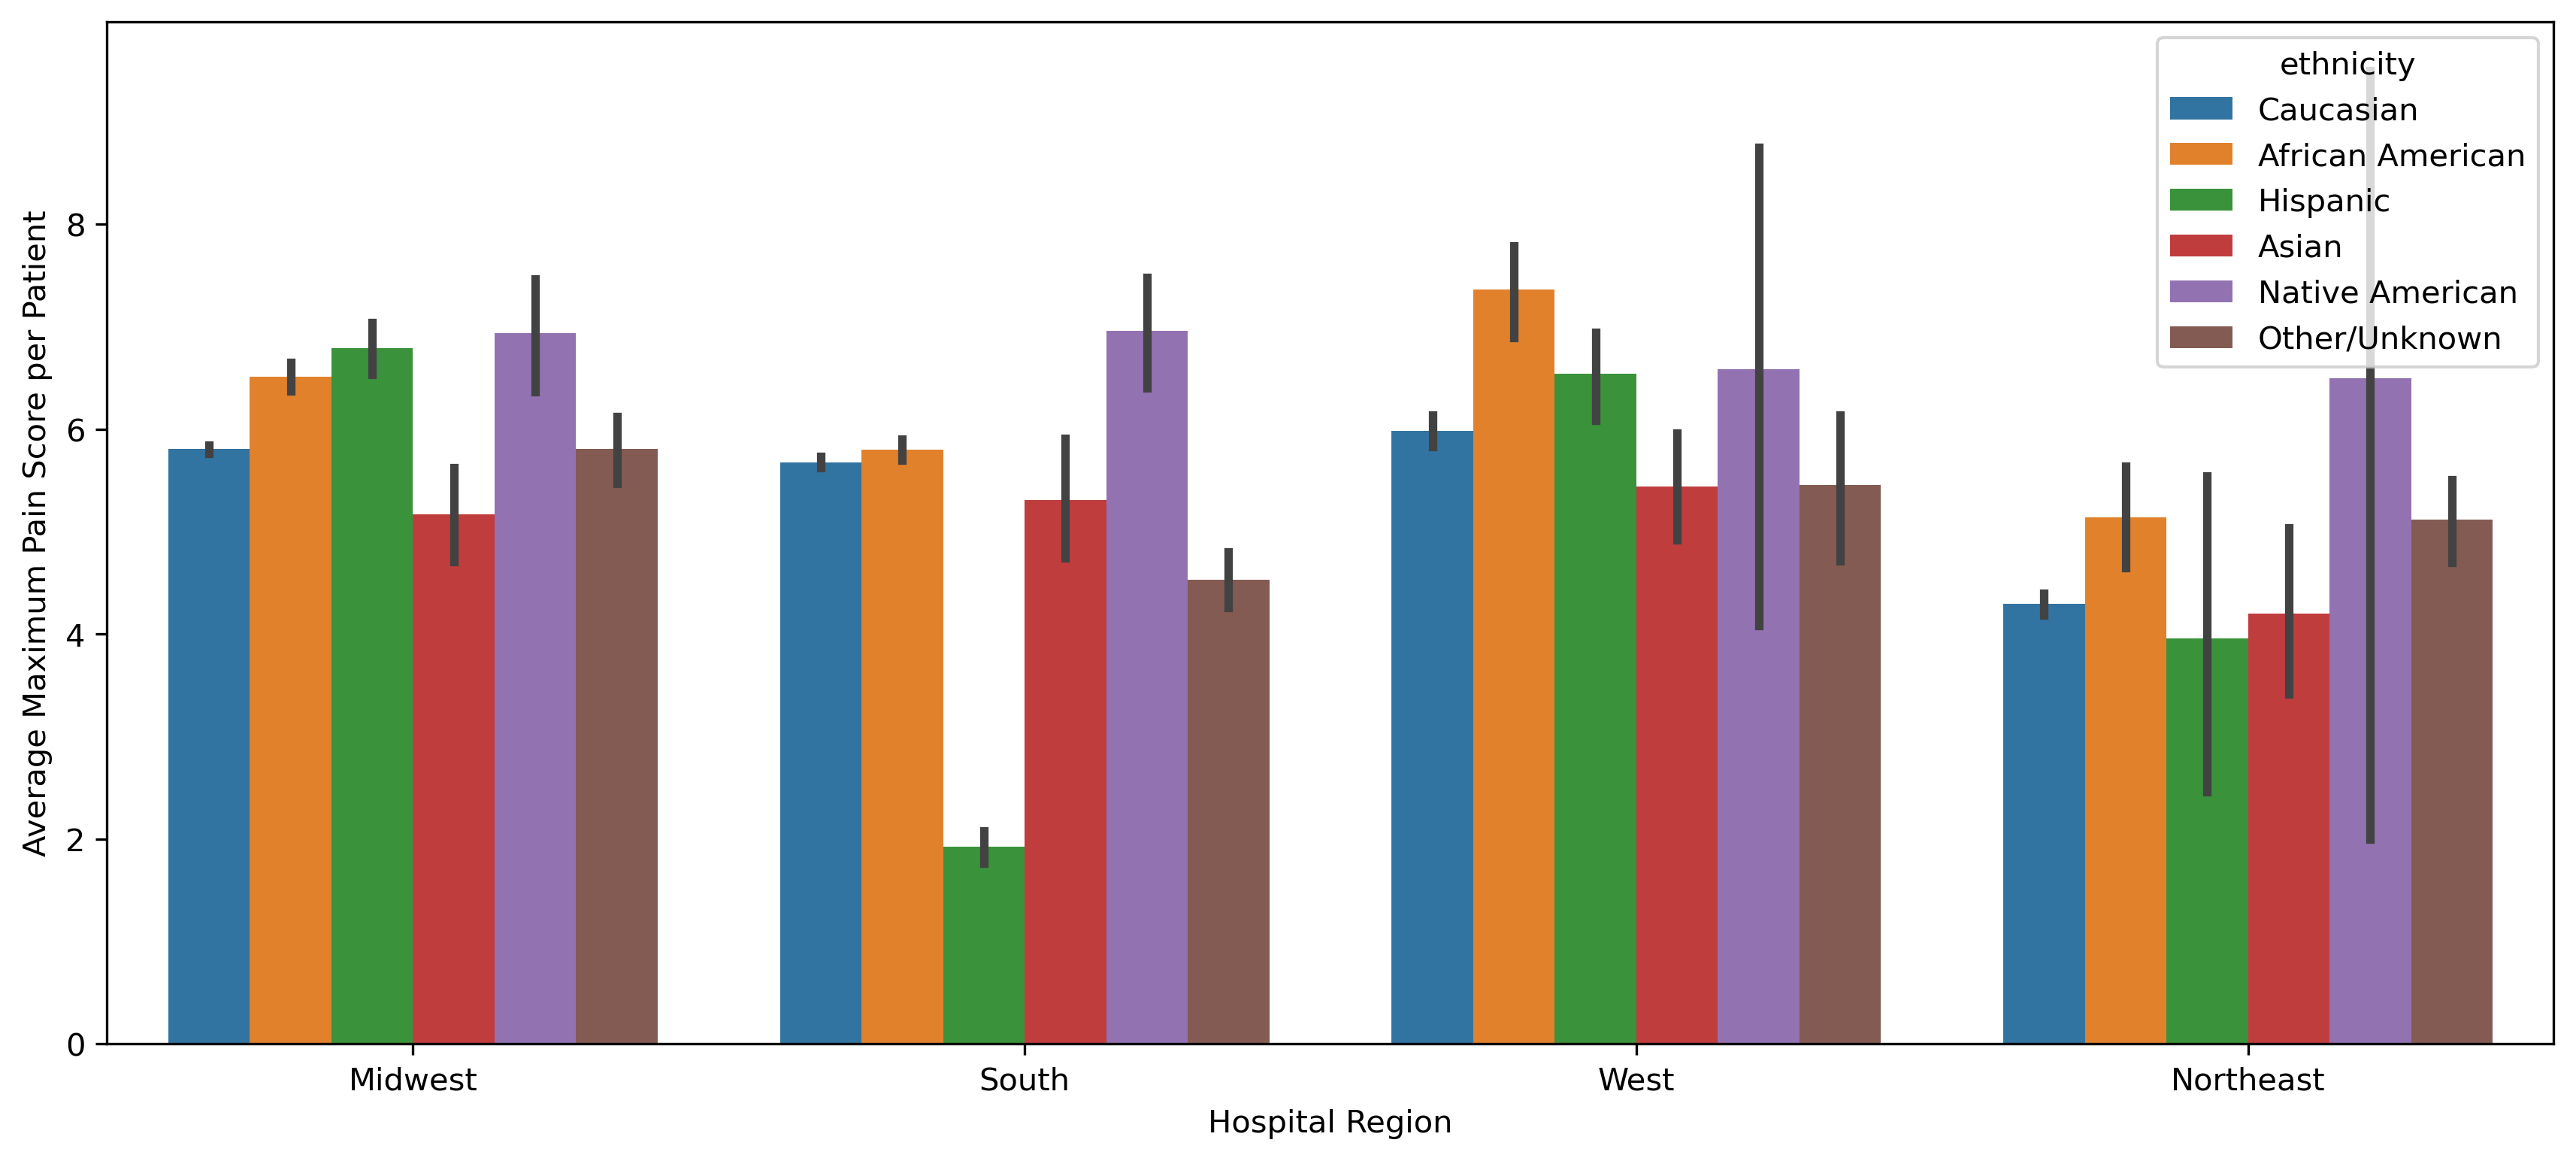 ethnicity
Caucasian
African American
Hispanic
Asian
Native American
Other/Unknown
Average Maximum Pain Score per Patient
8
6
4
2
0
Midwest
South
West
Northeast
Hospital Region